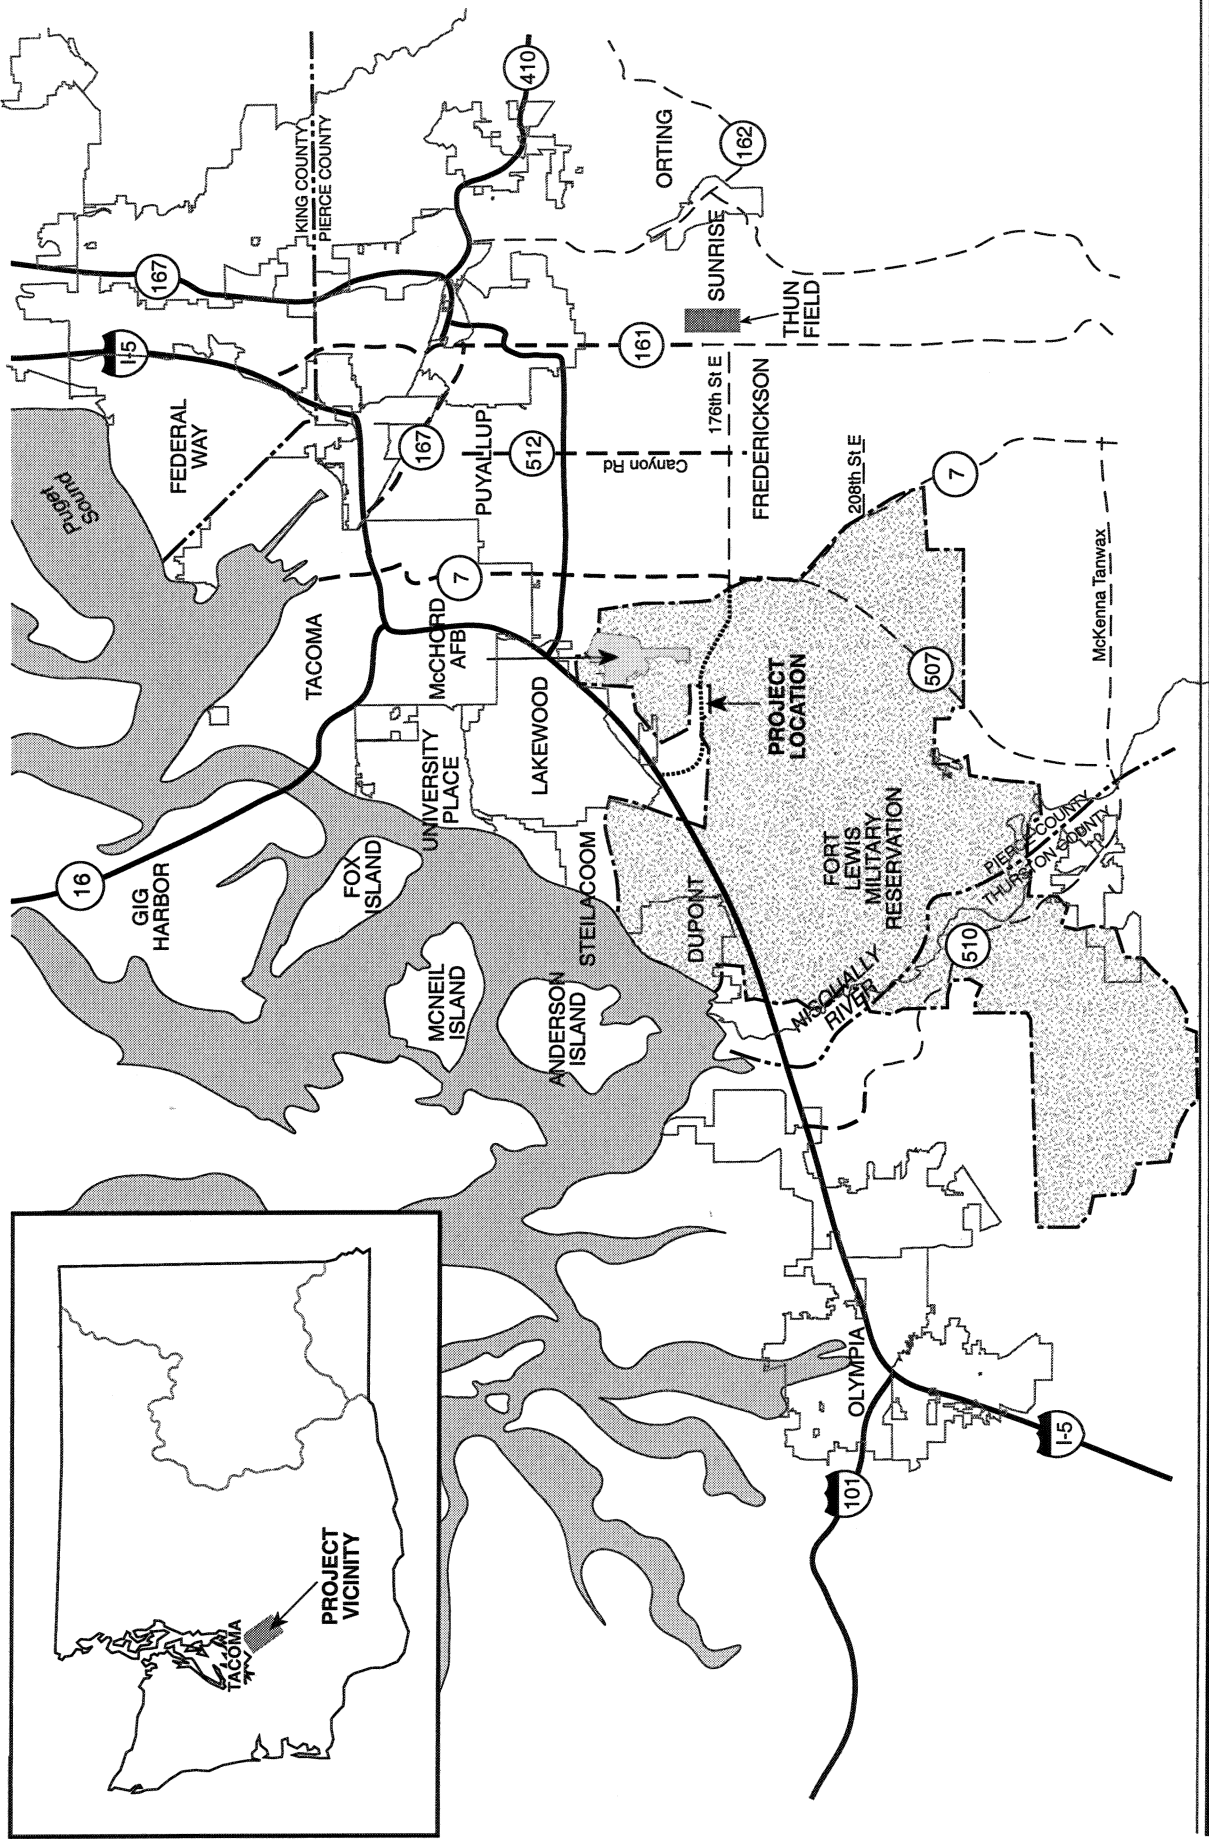 PROJECT
VICINITY
TACOMA
Puget
Sound
FEDERAL
WAY
KING COUNTY
PIERCE COUNTY
167
I-5
16
GIG
HARBOR
TACOMA
FOX
ISLAND
MCNEIL
ISLAND
ANDERSON
ISLAND
UNIVERSITY
PLACE
McCHORD
AFB
7
167
PUYALLUP
512
410
LAKEWOOD
STEILACOOM
DUPONT
Canyon Rd
161
ORTING
162
SUNRISE
THUN
FIELD
176th St E
FREDERICKSON
208th St E
7
PROJECT
LOCATION
507
FORT
LEWIS
MILITARY
RESERVATION
NISQUALLY
RIVER
510
PIERCE COUNTY
THURSTON COUNTY
McKenna Tanwax
OLYMPIA
101
I-5